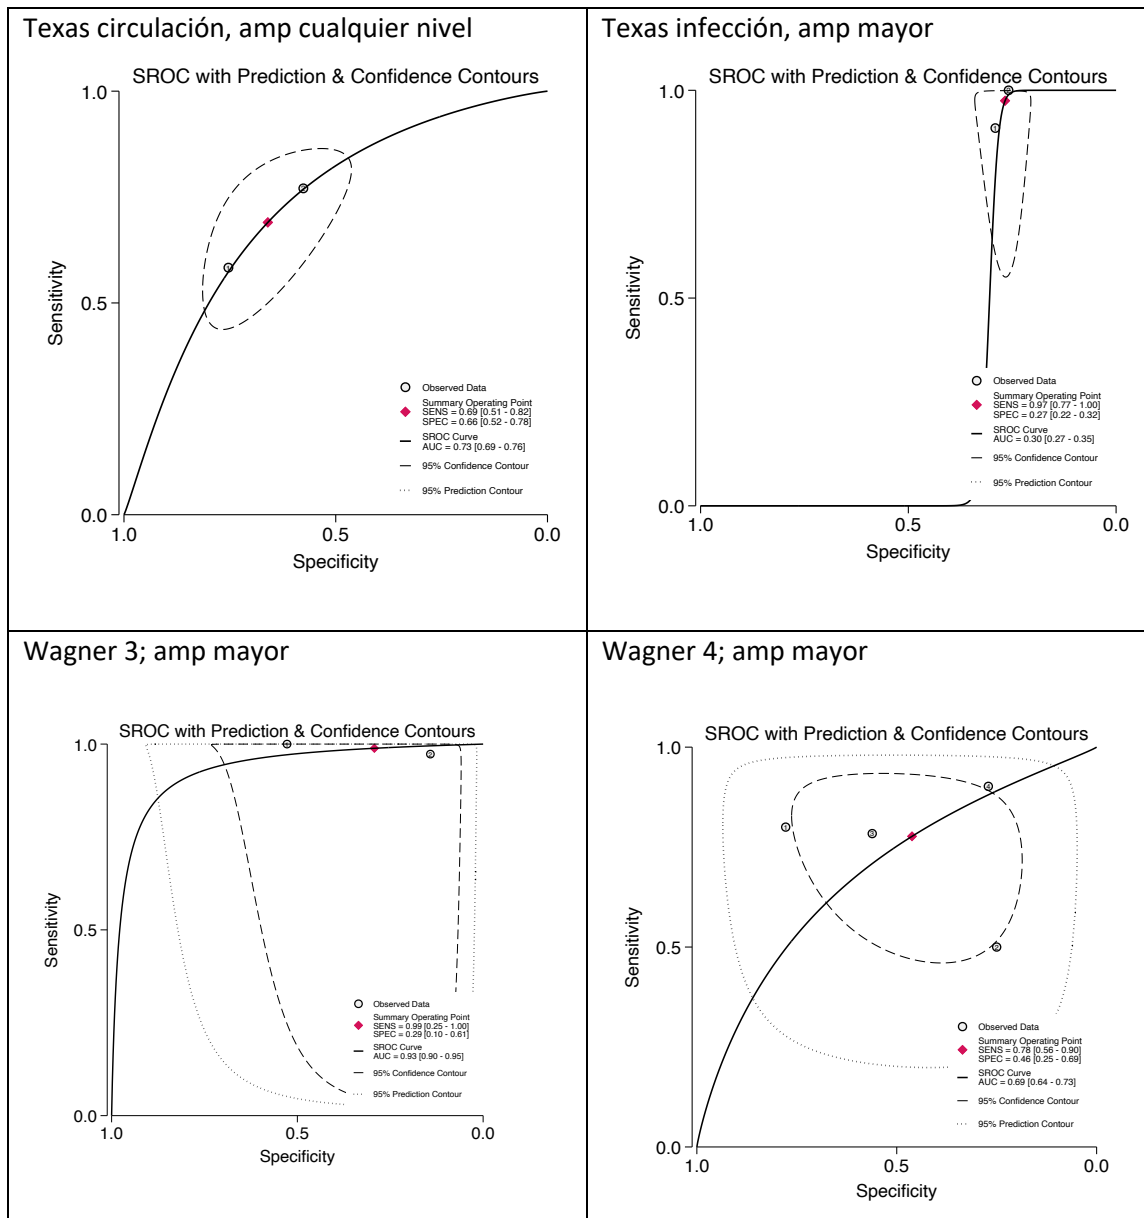 Texas circulación, amp cualquier nivel
SROC with Prediction & Confidence Contours
1.0
0.5
0.0
Sensitivity
1
2
Observed Data
Summary Operating Point
SENS = 0.69 [0.51 - 0.82]
SPEC = 0.66 [0.52 - 0.78]
SROC Curve
AUC = 0.73 [0.69 - 0.76]
95% Confidence Contour
95% Prediction Contour
1.0 0.5 0.0
Specificity
Texas infección, amp mayor
SROC with Prediction & Confidence Contours
1.0
0.5
0.0
Sensitivity
2
1
Observed Data
Summary Operating Point
SENS = 0.97 [0.77 - 1.00]
SPEC = 0.27 [0.22 - 0.32]
SROC Curve
AUC = 0.30 [0.27 - 0.35]
95% Confidence Contour
95% Prediction Contour
1.0 0.5 0.0
Specificity
Wagner 3; amp mayor
SROC with Prediction & Confidence Contours
1.0
0.5
0.0
Sensitivity
1
2
Observed Data
Summary Operating Point
SENS = 0.99 [0.25 - 1.00]
SPEC = 0.29 [0.10 - 0.61]
SROC Curve
AUC = 0.93 [0.90 - 0.95]
95% Confidence Contour
95% Prediction Contour
1.0 0.5 0.0
Specificity
Wagner 4; amp mayor
SROC with Prediction & Confidence Contours
1.0
0.5
0.0
Sensitivity
4
1
3
2
Observed Data
Summary Operating Point
SENS = 0.78 [0.56 - 0.90]
SPEC = 0.46 [0.25 - 0.69]
SROC Curve
AUC = 0.69 [0.64 - 0.73]
95% Confidence Contour
95% Prediction Contour
1.0 0.5 0.0
Specificity